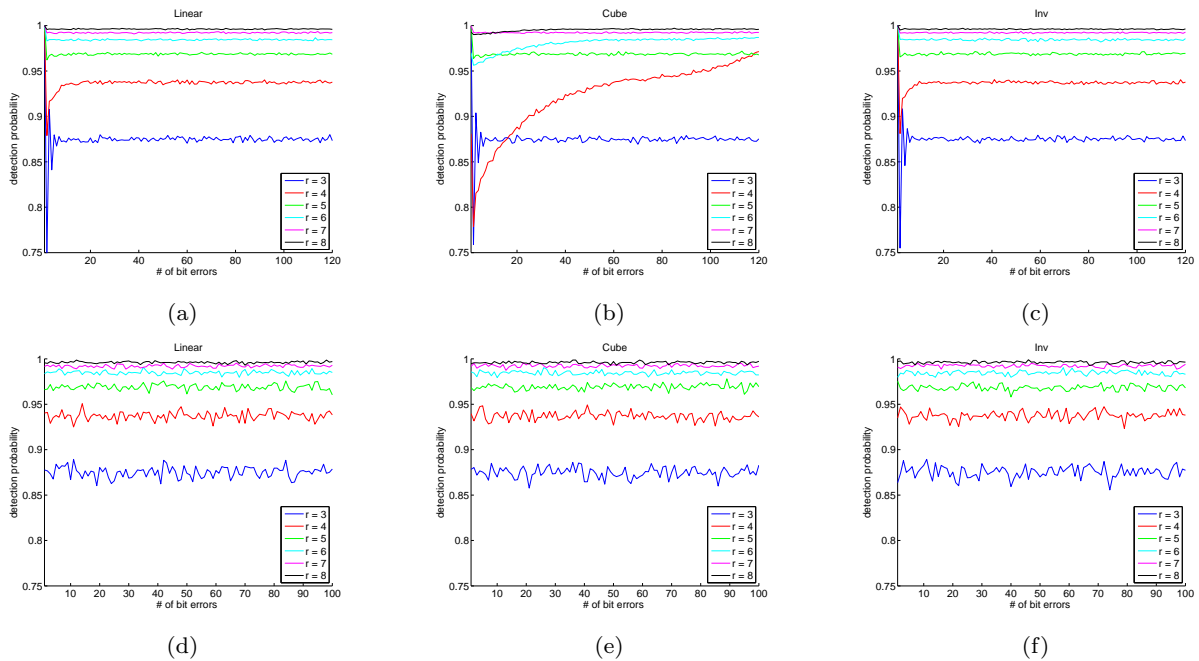 Linear
1
0.95
0.9
0.85
0.8
0.75
detection probability
20 40 60 80 100 120
# of bit errors
r = 3
r = 4
r = 5
r = 6
r = 7
r = 8
(a)
Cube
1
0.95
0.9
0.85
0.8
0.75
detection probability
20 40 60 80 100 120
# of bit errors
r = 3
r = 4
r = 5
r = 6
r = 7
r = 8
(b)
Inv
1
0.95
0.9
0.85
0.8
0.75
detection probability
20 40 60 80 100 120
# of bit errors
r = 3
r = 4
r = 5
r = 6
r = 7
r = 8
(c)
Linear
1
0.95
0.9
0.85
0.8
0.75
detection probability
10 20 30 40 50 60 70 80 90 100
# of bit errors
r = 3
r = 4
r = 5
r = 6
r = 7
r = 8
(d)
Cube
1
0.95
0.9
0.85
0.8
0.75
detection probability
10 20 30 40 50 60 70 80 90 100
# of bit errors
r = 3
r = 4
r = 5
r = 6
r = 7
r = 8
(e)
Inv
1
0.95
0.9
0.85
0.8
0.75
detection probability
10 20 30 40 50 60 70 80 90 100
# of bit errors
r = 3
r = 4
r = 5
r = 6
r = 7
r = 8
(f)